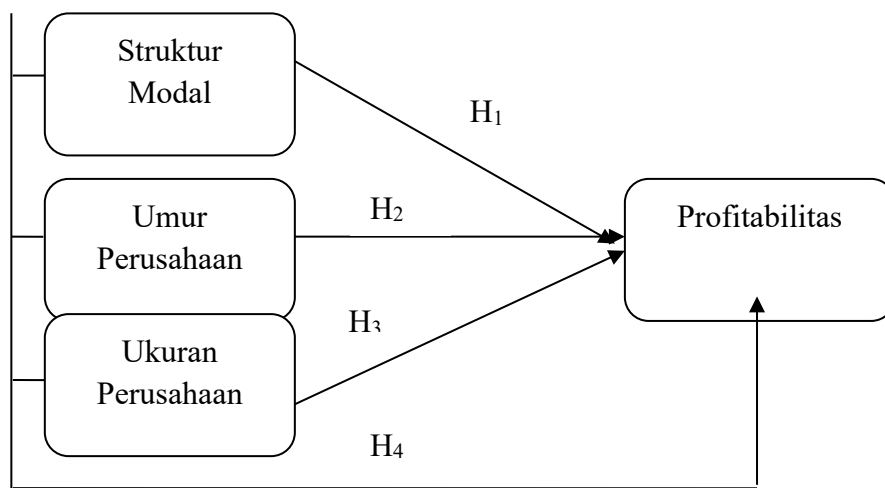 Struktur
Modal
H₁
Umur
Perusahaan
H₂
Profitabilitas
Ukuran
Perusahaan
H₃
H₄